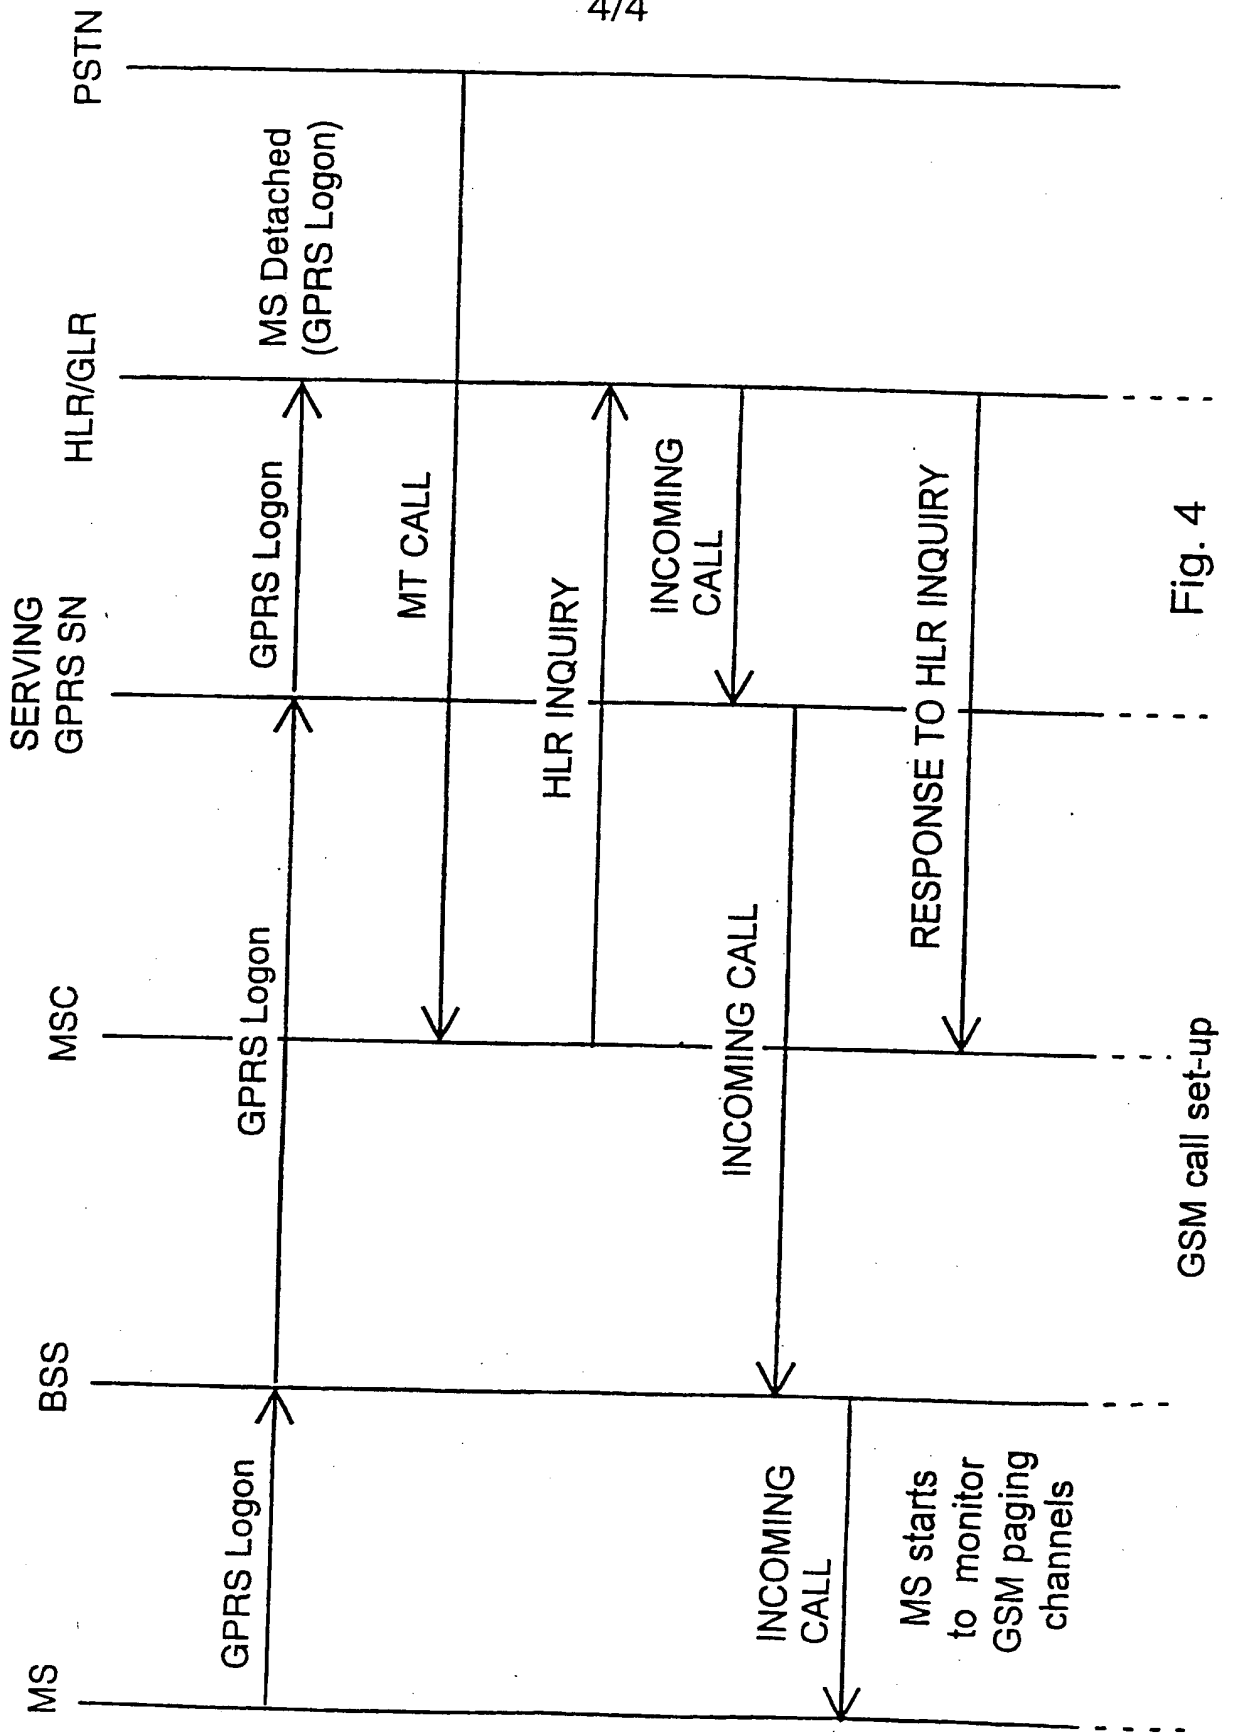 4/4
MS
BSS
MSC
SERVING
GPRS SN
HLR/GLR
PSTN
GPRS Logon
GPRS Logon
GPRS Logon
MS Detached
(GPRS Logon)
MT CALL
HLR INQUIRY
INCOMING
CALL
INCOMING CALL
INCOMING
CALL
MS starts
to monitor
GSM paging
channels
RESPONSE TO HLR INQUIRY
GSM call set-up
Fig. 4